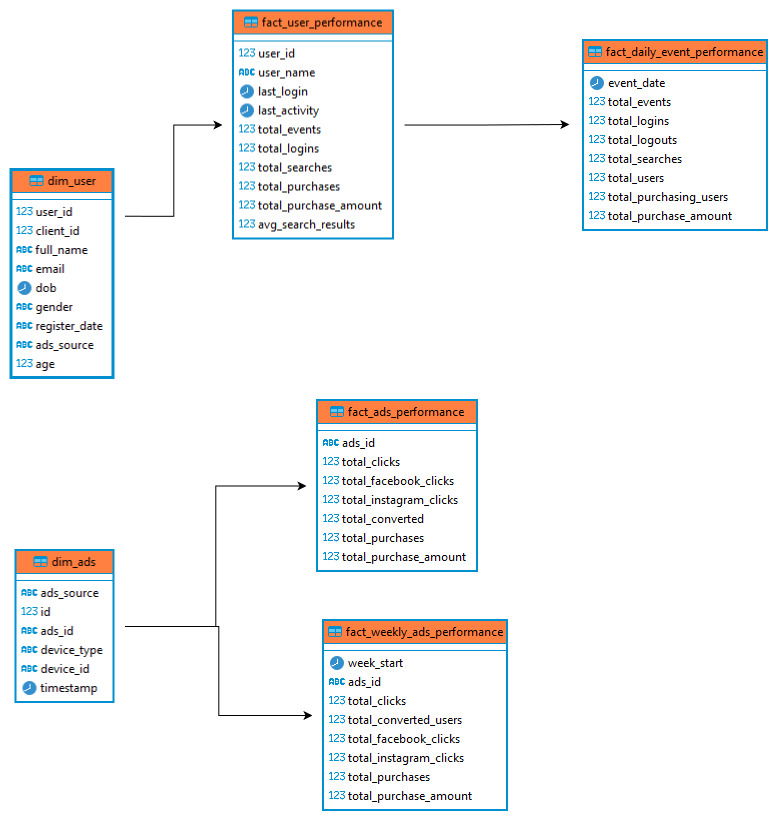 fact_user_performance
123 user_id
ABC user_name
last_login
last_activity
123 total_events
123 total_logins
123 total_searches
123 total_purchases
123 total_purchase_amount
123 avg_search_results
fact_daily_event_performance
event_date
123 total_events
123 total_logins
123 total_logouts
123 total_searches
123 total_users
123 total_purchasing_users
123 total_purchase_amount
dim_user
123 user_id
123 client_id
ABC full_name
ABC email
dob
ABC gender
ABC register_date
ABC ads_source
123 age
fact_ads_performance
ABC ads_id
123 total_clicks
123 total_facebook_clicks
123 total_instagram_clicks
123 total_converted
123 total_purchases
123 total_purchase_amount
dim_ads
ABC ads_source
123 id
ABC ads_id
ABC device_type
ABC device_id
timestamp
fact_weekly_ads_performance
week_start
ABC ads_id
123 total_clicks
123 total_converted_users
123 total_facebook_clicks
123 total_instagram_clicks
123 total_purchases
123 total_purchase_amount